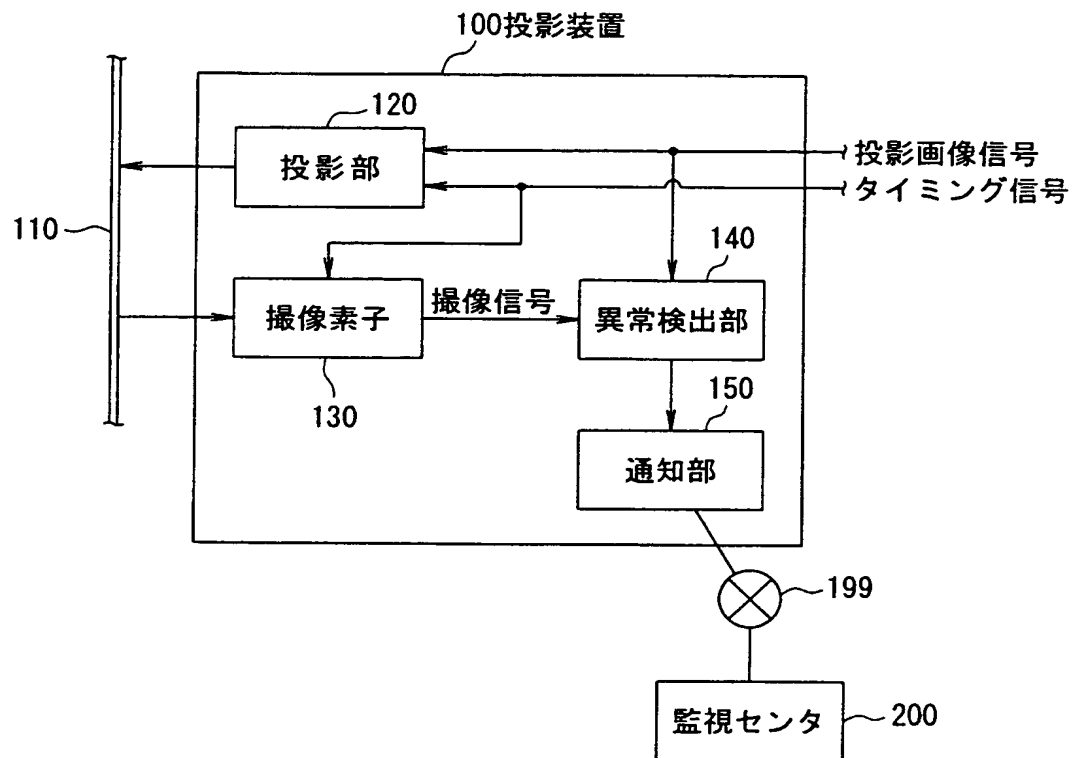 100投影装置
120
投影部
投影画像信号
タイミング信号
110
140
撮像素子
撮像信号
異常検出部
130
150
通知部
199
監視センタ
200